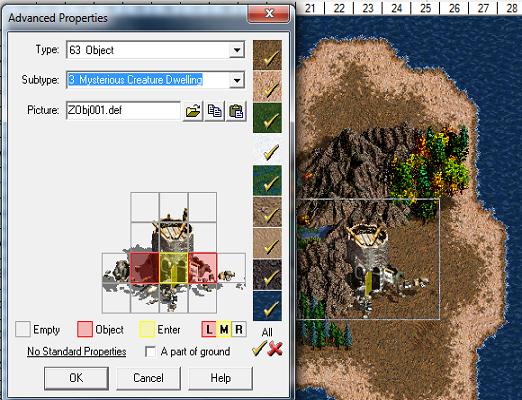 Advanced Properties
21 22 23 24 25 26 27 28
Type: 63 Object
Subtype: 3 Mysterious Creature Dwelling
Picture: ZObj001.def
Empty Object Enter L M R All
No Standard Properties A part of ground
OK Cancel Help